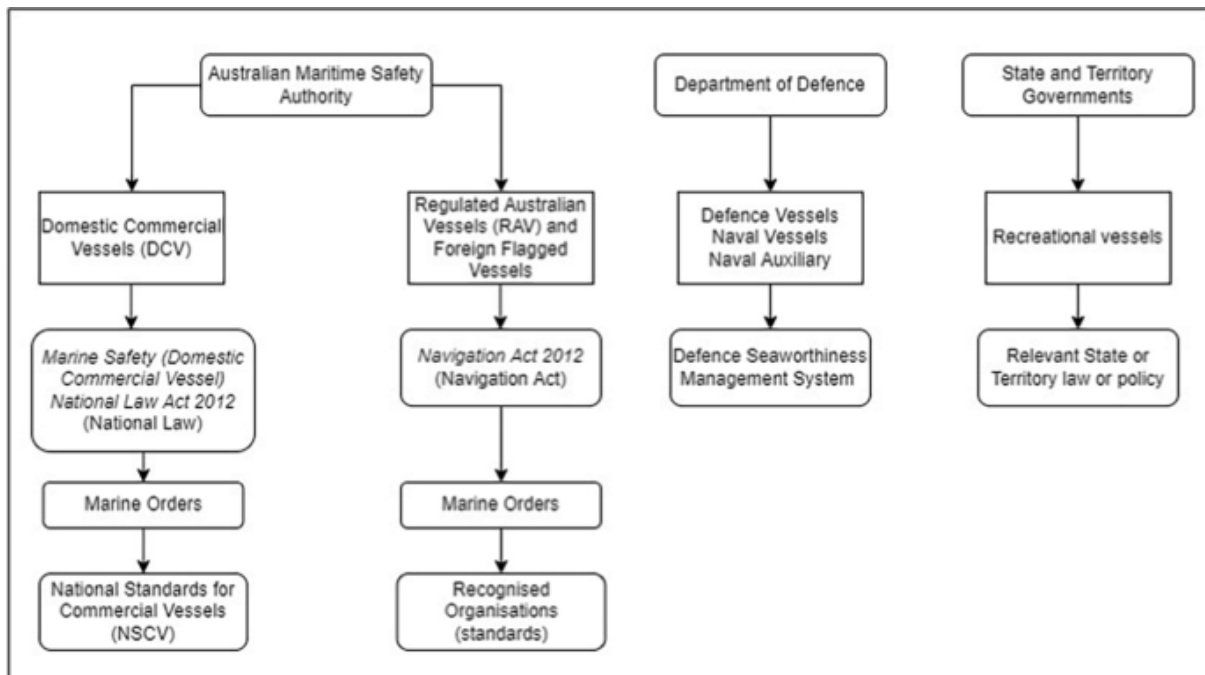 Australian Maritime Safety
Authority
Department of Defence
State and Territory
Governments
Domestic Commercial
Vessels (DCV)
Regulated Australian
Vessels (RAV) and
Foreign Flagged
Vessels
Defence Vessels
Naval Vessels
Naval Auxiliary
Recreational vessels
Marine Safety (Domestic
Commercial Vessel)
National Law Act 2012
(National Law)
Navigation Act 2012
(Navigation Act)
Defence Seaworthiness
Management System
Relevant State or
Territory law or policy
Marine Orders
Marine Orders
National Standards for
Commercial Vessels
(NSCV)
Recognised
Organisations
(standards)